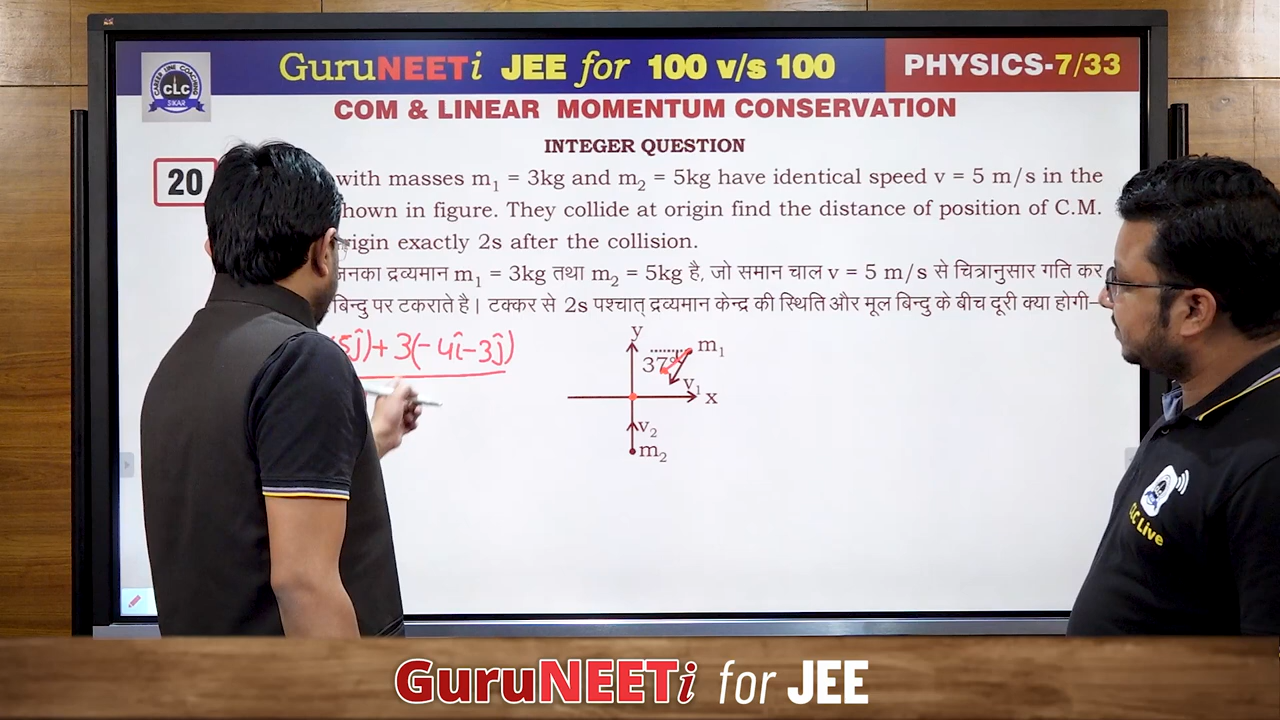 GuruNEETi JEE for 100 v/s 100
PHYSICS-7/33
CAREER LINE COACHING
CLC
SIKAR
COM & LINEAR MOMENTUM CONSERVATION
INTEGER QUESTION
20
with masses m₁ = 3kg and m₂ = 5kg have identical speed v = 5 m/s in the
hown in figure. They collide at origin find the distance of position of C.M.
rigin exactly 2s after the collision.
जनका द्रव्यमान m₁ = 3kg तथा m₂ = 5kg है, जो समान चाल v = 5 m/s से चित्रानुसार गति कर
बिन्दु पर टकराते है। टक्कर से 2s पश्चात् द्रव्यमान केन्द्र की स्थिति और मूल बिन्दु के बीच दूरी क्या होगी–
5ĵ)+3(-4î-3ĵ)
y
m₁
37°
v₁
x
v₂
m₂
CLC Live
GuruNEETi for JEE